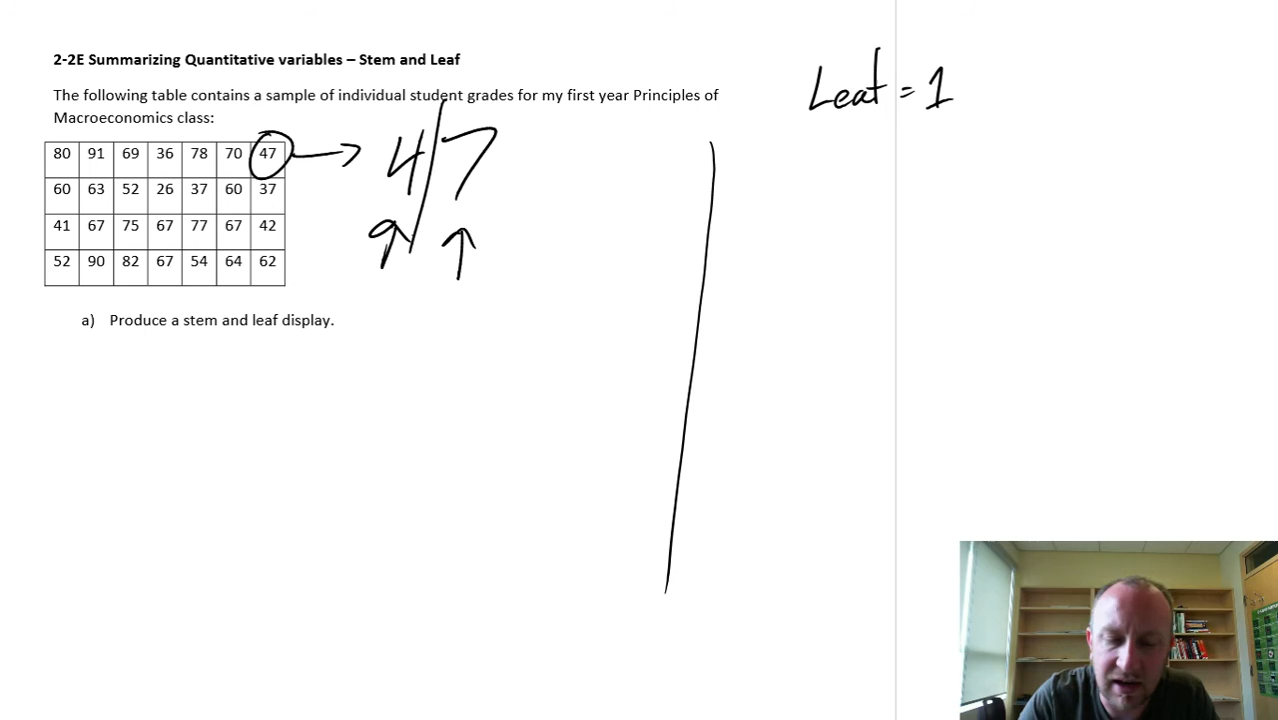 2-2E Summarizing Quantitative variables – Stem and Leaf
Leaf = 1
The following table contains a sample of individual student grades for my first year Principles of
Macroeconomics class:
80 91 69 36 78 70 47
4 7
60 63 52 26 37 60 37
41 67 75 67 77 67 42
52 90 82 67 54 64 62
a) Produce a stem and leaf display.